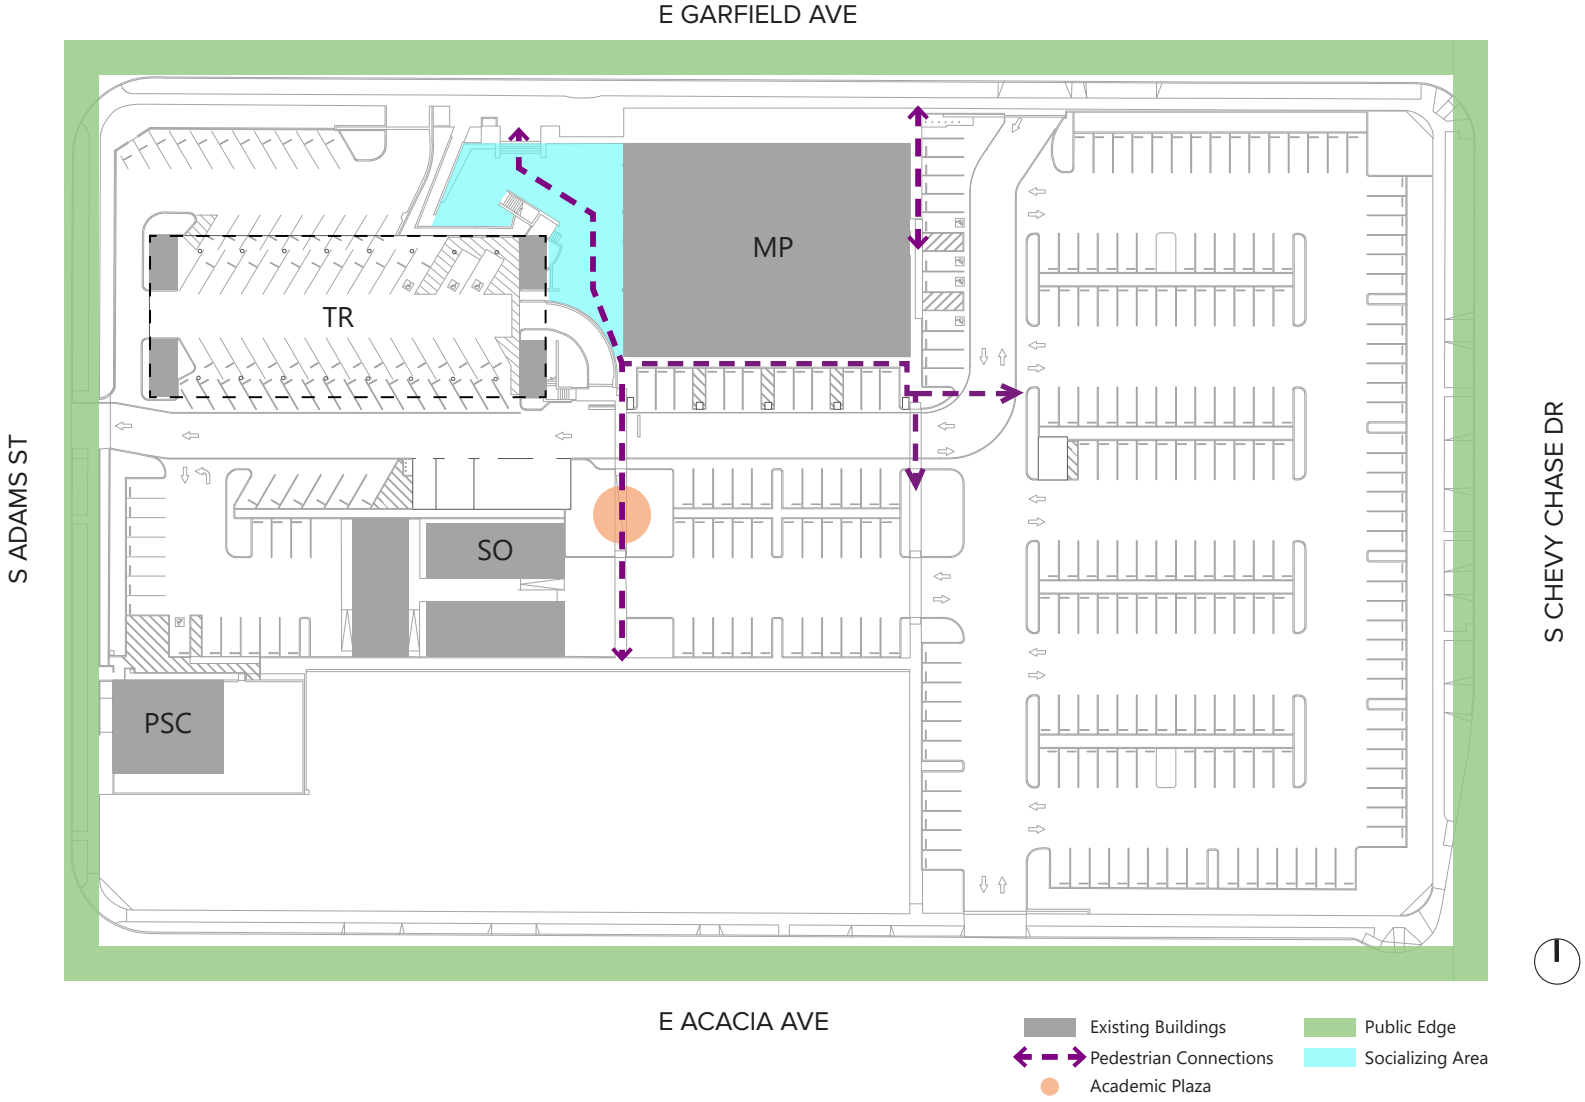 E GARFIELD AVE
MP
TR
S ADAMS ST
S CHEVY CHASE DR
SO
PSC
E ACACIA AVE
Existing Buildings
Public Edge
Pedestrian Connections
Socializing Area
Academic Plaza